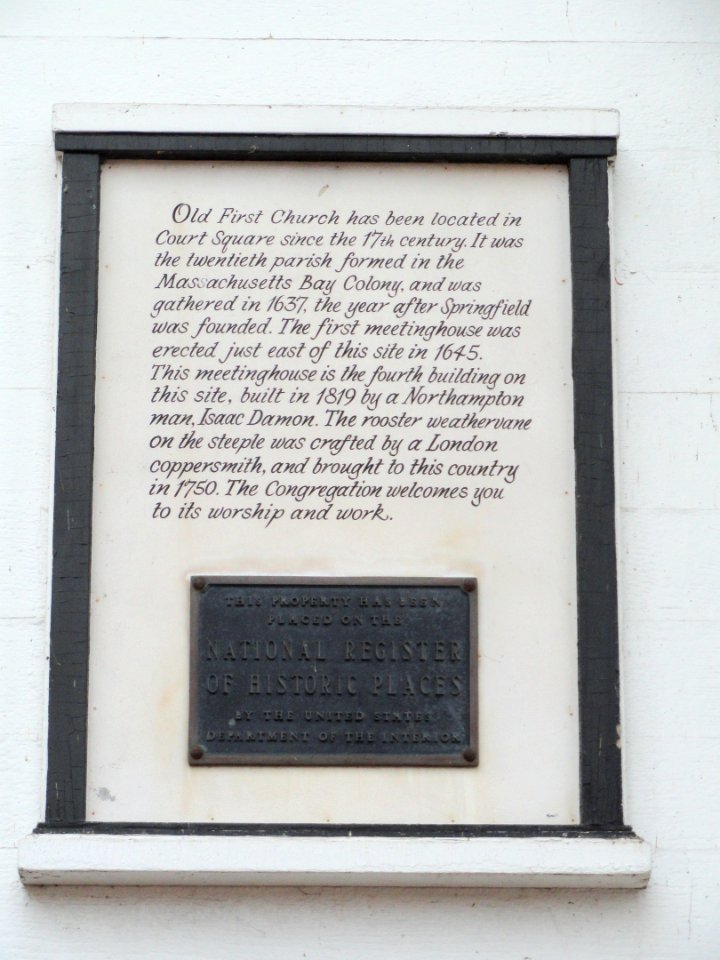 Old First Church has been located in
Court Square since the 17th century. It was
the twentieth parish formed in the
Massachusetts Bay Colony, and was
gathered in 1637, the year after Springfield
was founded. The first meetinghouse was
erected just east of this site in 1645.
This meetinghouse is the fourth building on
this site, built in 1819 by a Northampton
man, Isaac Damon. The rooster weathervane
on the steeple was crafted by a London
coppersmith, and brought to this country
in 1750. The Congregation welcomes you
to its worship and work.
THIS PROPERTY HAS BEEN
PLACED ON THE
NATIONAL REGISTER
OF HISTORIC PLACES
BY THE UNITED STATES
DEPARTMENT OF THE INTERIOR